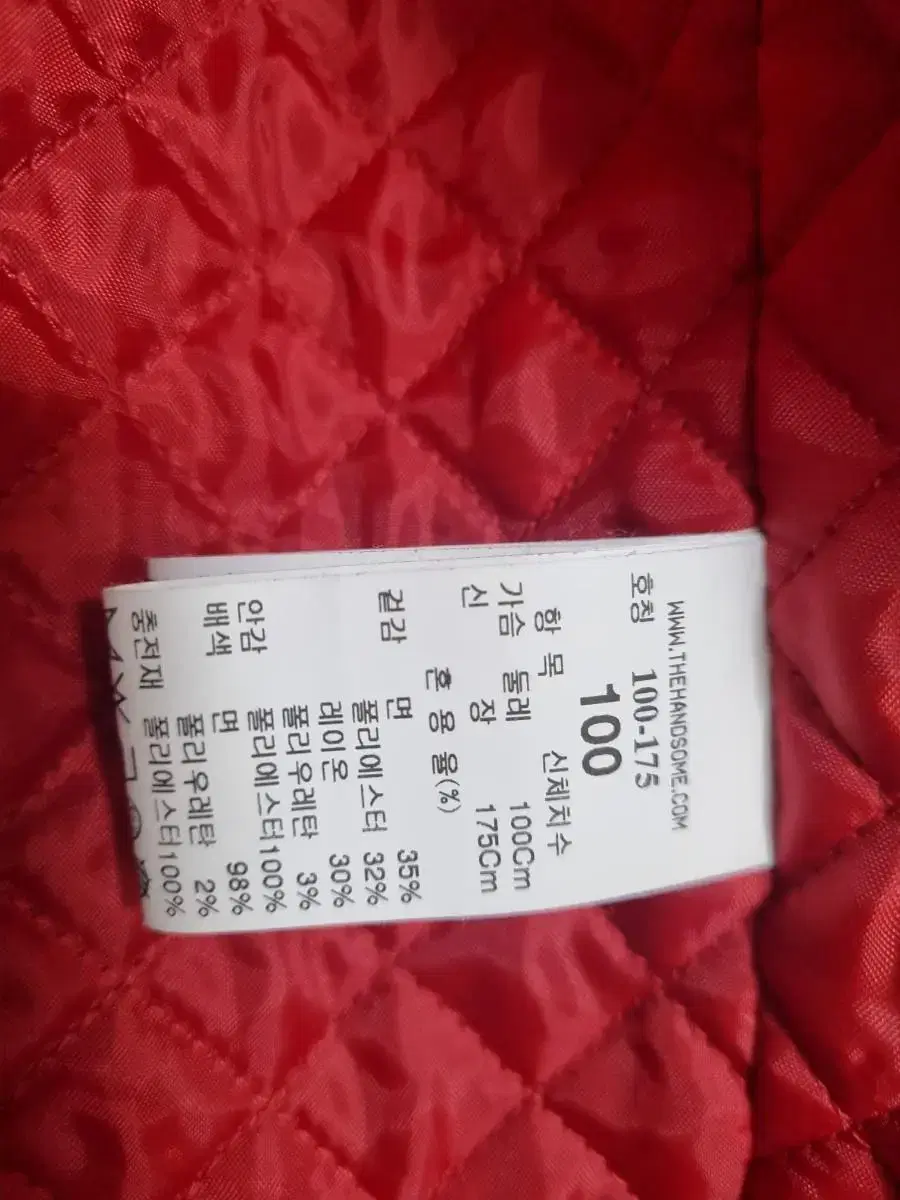 WWW.THEHANDSOME.COM
호칭 100-175
100
항 목 신체치수
가슴 둘레 100Cm
신 장 175Cm
혼 용 율(%)
겉감 면 35%
폴리에스터 32%
레이온 30%
폴리우레탄 3%
안감 폴리에스터100%
배색 면 98%
폴리우레탄 2%
충전재 폴리에스터100%